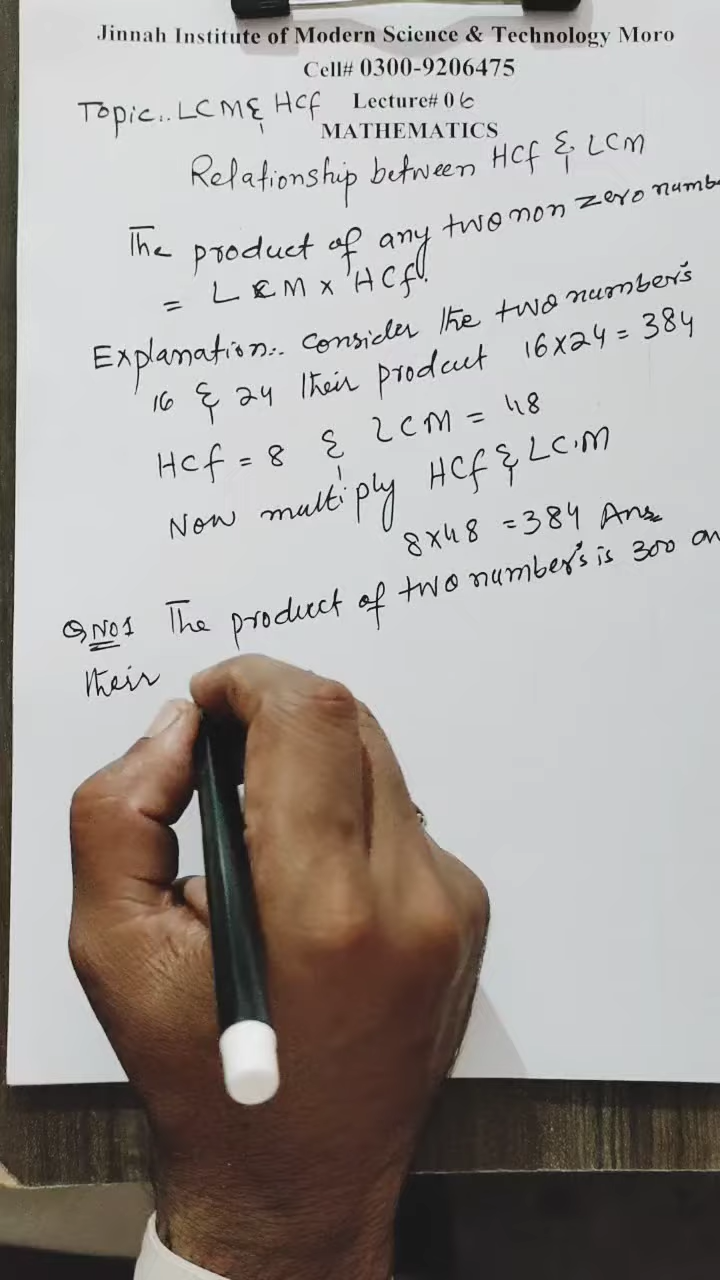 Jinnah Institute of Modern Science & Technology Moro
Cell# 0300-9206475
Topic.. LCM & HCf Lecture# 06
MATHEMATICS
Relationship between HCf & LCM
The product of any two non zero numbe
= LCM x HCf.
Explanation.. consider the two number's
16 & 24 their product 16x24 = 384
HCf = 8 & LCM = 48
Now multiply HCf & LC.M
8x48 = 384 Ans
Q No1 The product of two number's is 300 an
their